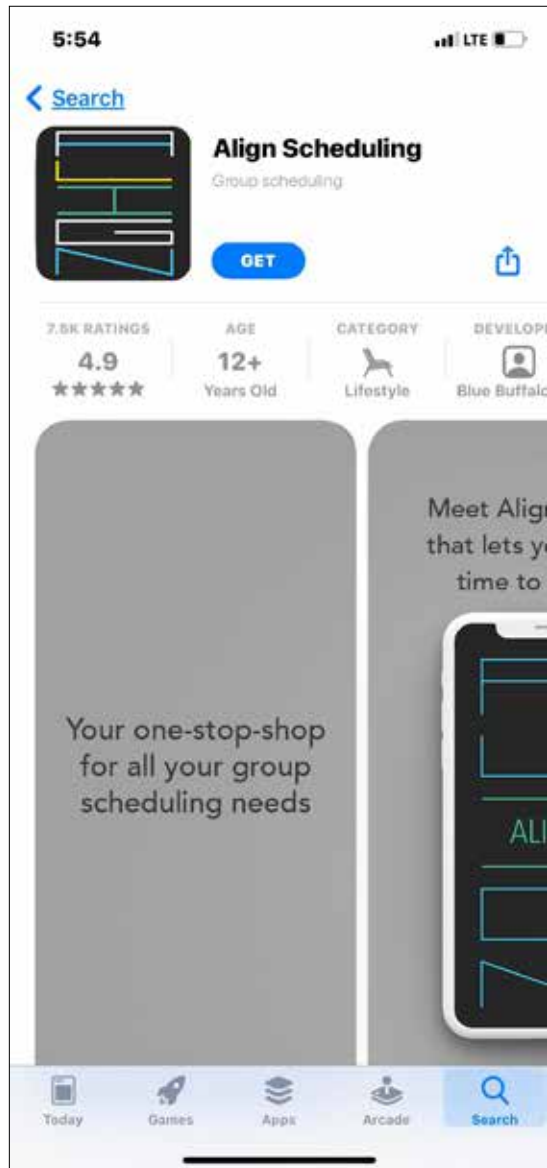 5:54
LTE
Search
Align Scheduling
Group scheduling
GET
7.5K RATINGS
4.9
AGE
12+
Years Old
CATEGORY
Lifestyle
DEVELOPE
Blue Buffalo
Your one-stop-shop
for all your group
scheduling needs
Meet Align
that lets yo
time to
ALI
Today
Games
Apps
Arcade
Search